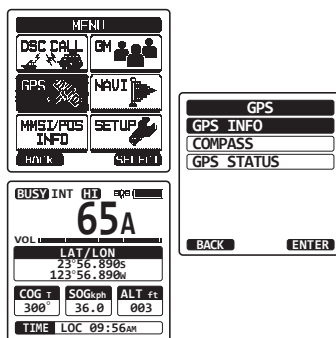 MENU
DSC CALL
GM
GPS
NAVI
MMSI/POS
INFO
SETUP
BACK
SELECT
GPS
GPS INFO
COMPASS
GPS STATUS
BACK
ENTER
BUSY INT HI
65A
VOL
LAT/LON
23°56.890S
123°56.890W
COG T
300°
SOGkph
36.0
ALT ft
003
TIME LOC 09:56AM